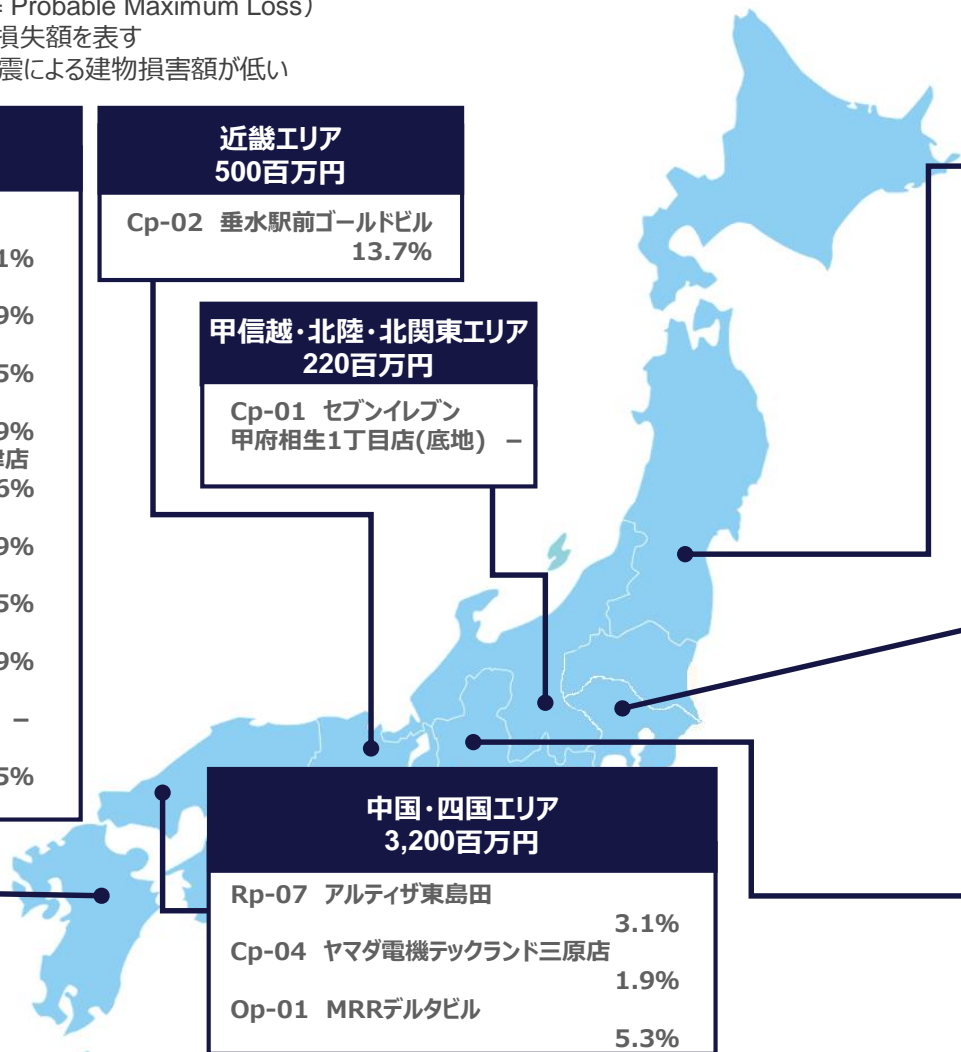 = Probable Maximum Loss）
損失額を表す
震による建物損害額が低い
1%
9%
5%
9%
店
6%
9%
5%
9%
–
5%
近畿エリア
500百万円
Cp-02 垂水駅前ゴールドビル
13.7%
甲信越・北陸・北関東エリア
220百万円
Cp-01 セブンイレブン
甲府相生1丁目店(底地) –
中国・四国エリア
3,200百万円
Rp-07 アルティザ東島田
3.1%
Cp-04 ヤマダ電機テックランド三原店
1.9%
Op-01 MRRデルタビル
5.3%